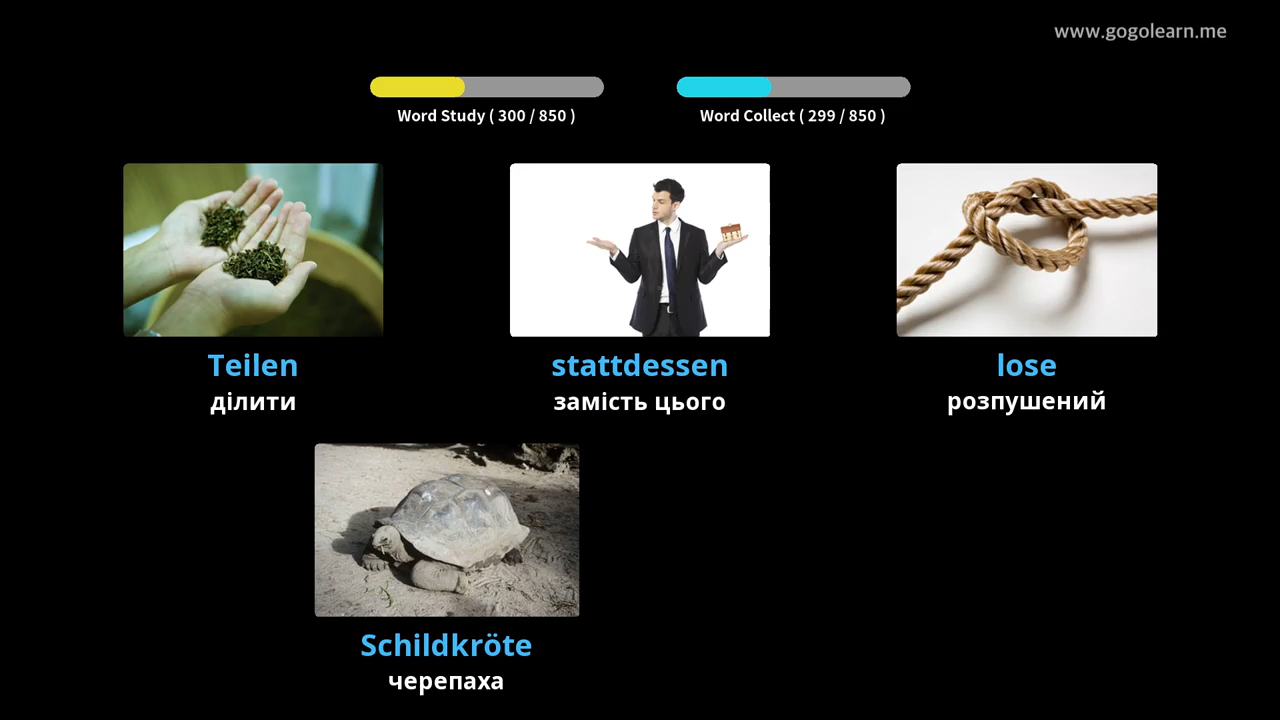 www.gogolearn.me
Word Study ( 300 / 850 )
Word Collect ( 299 / 850 )
Teilen
ділити
stattdessen
замість цього
lose
розпушений
Schildkröte
черепаха